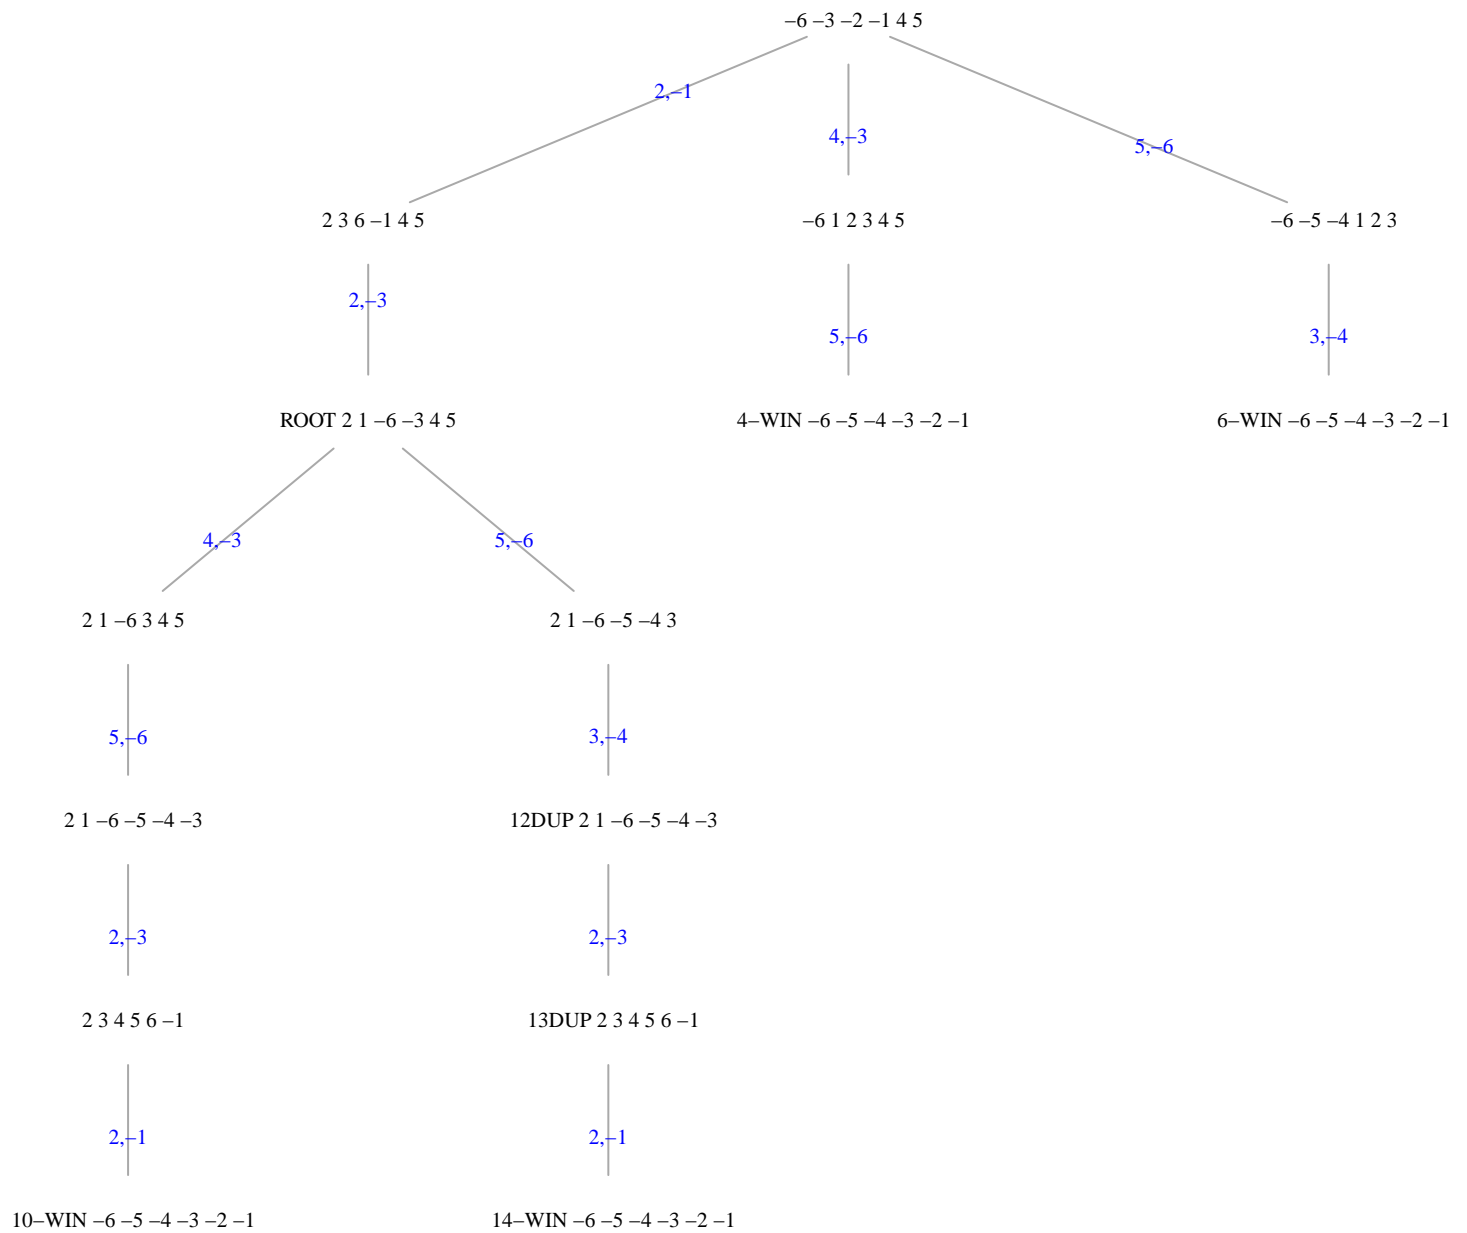 –6 –3 –2 –1 4 5
2,–1
4,–3
5,–6
2 3 6 –1 4 5
–6 1 2 3 4 5
–6 –5 –4 1 2 3
2,–3
5,–6
3,–4
ROOT 2 1 –6 –3 4 5
4–WIN –6 –5 –4 –3 –2 –1
6–WIN –6 –5 –4 –3 –2 –1
4,–3
5,–6
2 1 –6 3 4 5
2 1 –6 –5 –4 3
5,–6
3,–4
2 1 –6 –5 –4 –3
12DUP 2 1 –6 –5 –4 –3
2,–3
2,–3
2 3 4 5 6 –1
13DUP 2 3 4 5 6 –1
2,–1
2,–1
10–WIN –6 –5 –4 –3 –2 –1
14–WIN –6 –5 –4 –3 –2 –1